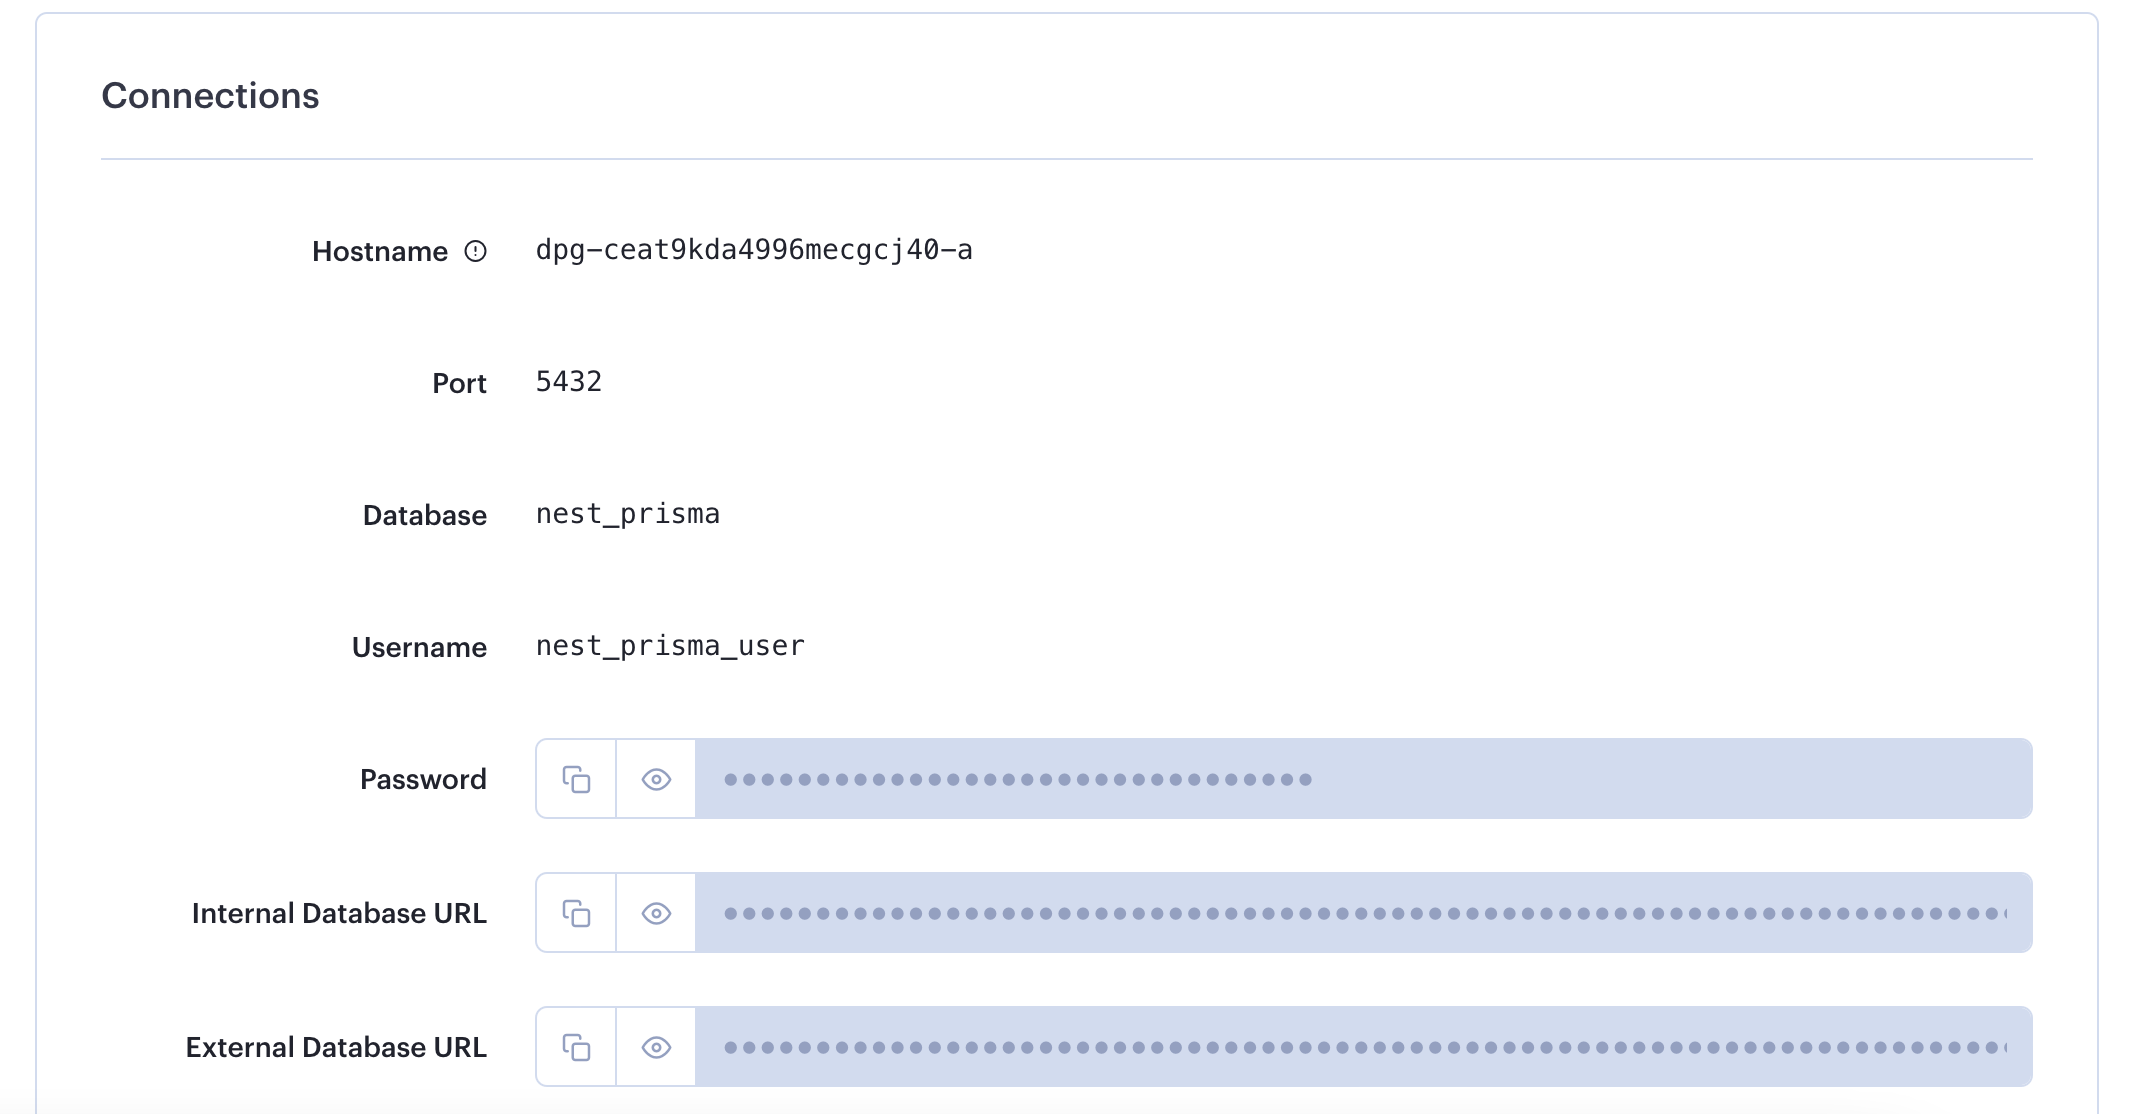 Connections
Hostname dpg-ceat9kda4996mecgcj40-a
Port 5432
Database nest_prisma
Username nest_prisma_user
Password ••••••••••••••••••••••••••••••••
Internal Database URL
External Database URL